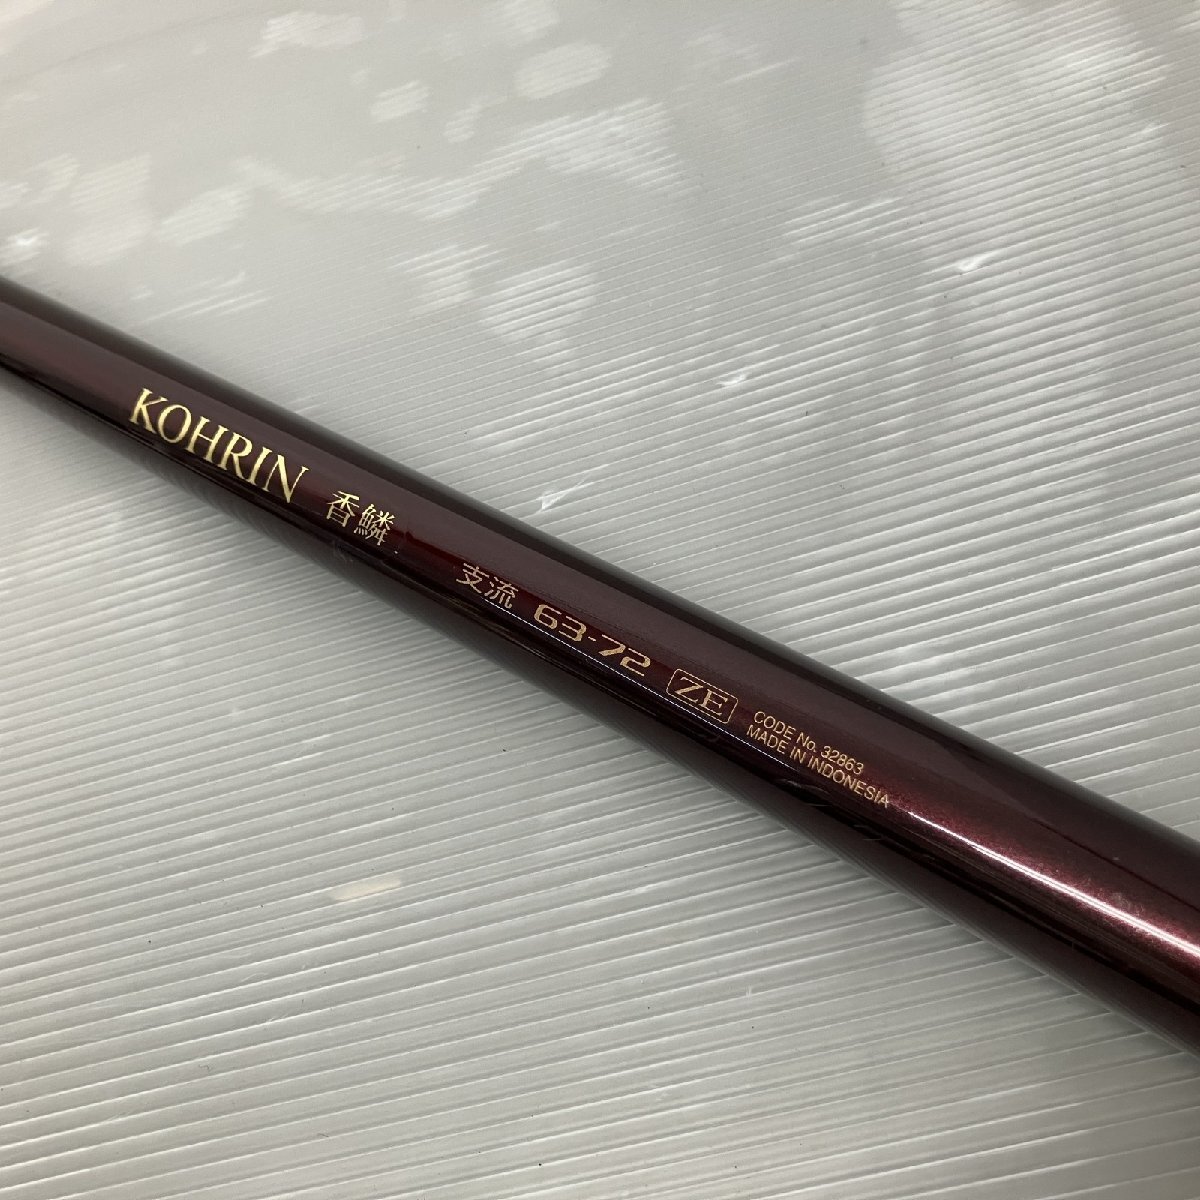 KOHRIN 香鱗 支流 63-72 ZE
CODE No. 32863
MADE IN INDONESIA